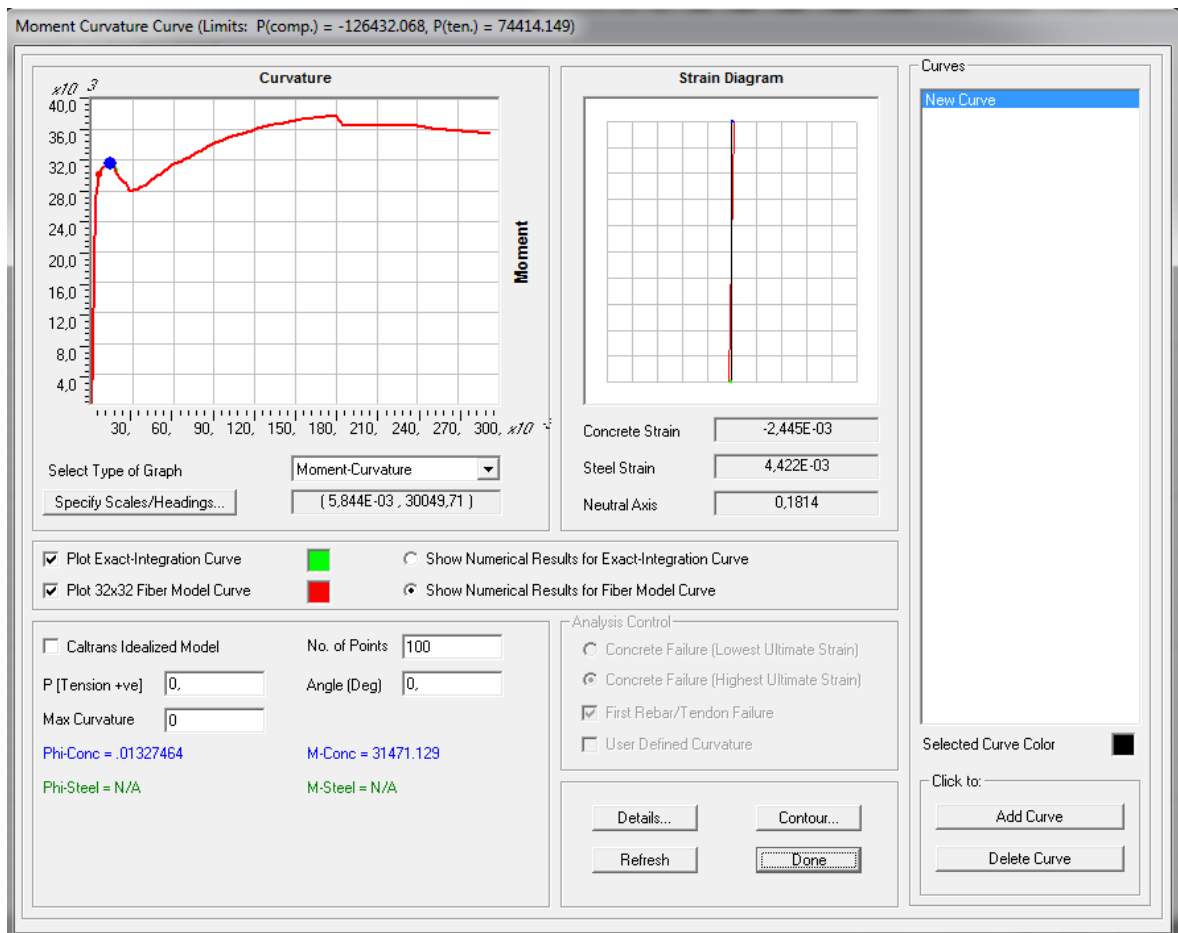 Moment Curvature Curve (Limits: P(comp.) = -126432.068, P(ten.) = 74414.149)
Curvature
x10 3
40,0
36,0
32,0
28,0
24,0
20,0
16,0
12,0
8,0
4,0
30, 60, 90, 120, 150, 180, 210, 240, 270, 300, x10 -3
Moment
Select Type of Graph
Moment-Curvature
Specify Scales/Headings...
( 5,844E-03 , 30049,71 )
Strain Diagram
Concrete Strain
-2,445E-03
Steel Strain
4,422E-03
Neutral Axis
0,1814
Curves
New Curve
Plot Exact-Integration Curve
Show Numerical Results for Exact-Integration Curve
Plot 32x32 Fiber Model Curve
Show Numerical Results for Fiber Model Curve
Caltrans Idealized Model
No. of Points
100
P [Tension +ve]
0,
Angle (Deg)
0,
Max Curvature
0
Phi-Conc = .01327464
M-Conc = 31471.129
Phi-Steel = N/A
M-Steel = N/A
Analysis Control
Concrete Failure (Lowest Ultimate Strain)
Concrete Failure (Highest Ultimate Strain)
First Rebar/Tendon Failure
User Defined Curvature
Details...
Contour...
Refresh
Done
Selected Curve Color
Click to:
Add Curve
Delete Curve